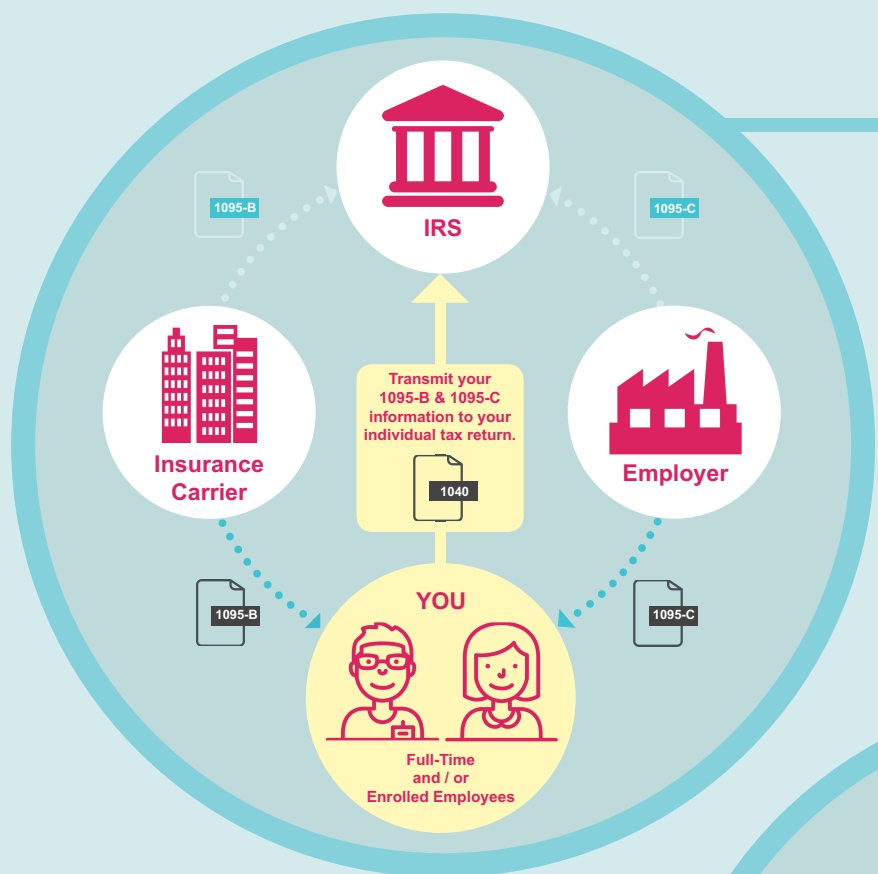 1095-B
1095-C
IRS
Transmit your
1095-B & 1095-C
information to your
individual tax return.
1040
Insurance
Carrier
Employer
1095-B
1095-C
YOU
Full-Time
and / or
Enrolled Employees